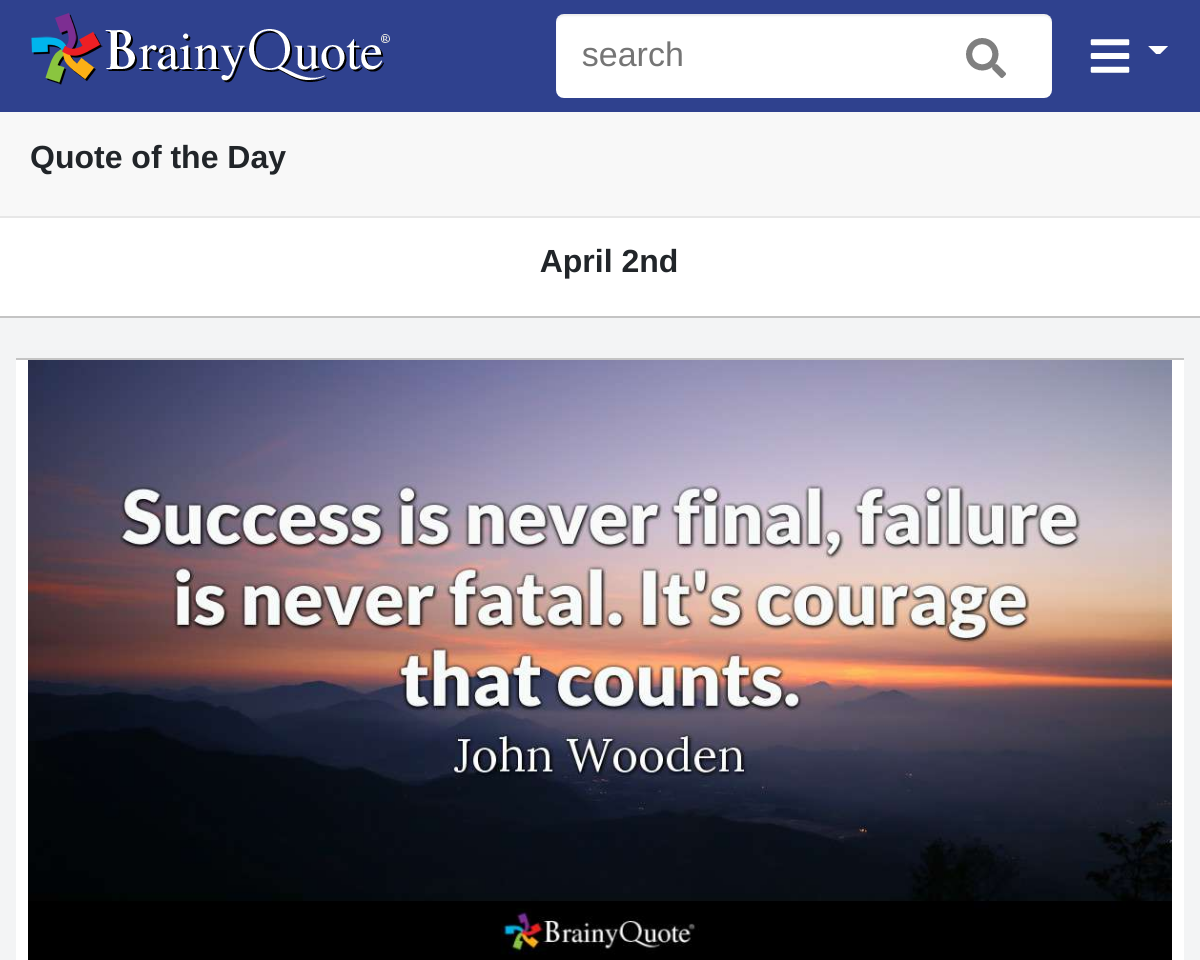 BrainyQuote®
search
Quote of the Day
April 2nd
Success is never final, failure
is never fatal. It's courage
that counts.
John Wooden
BrainyQuote®